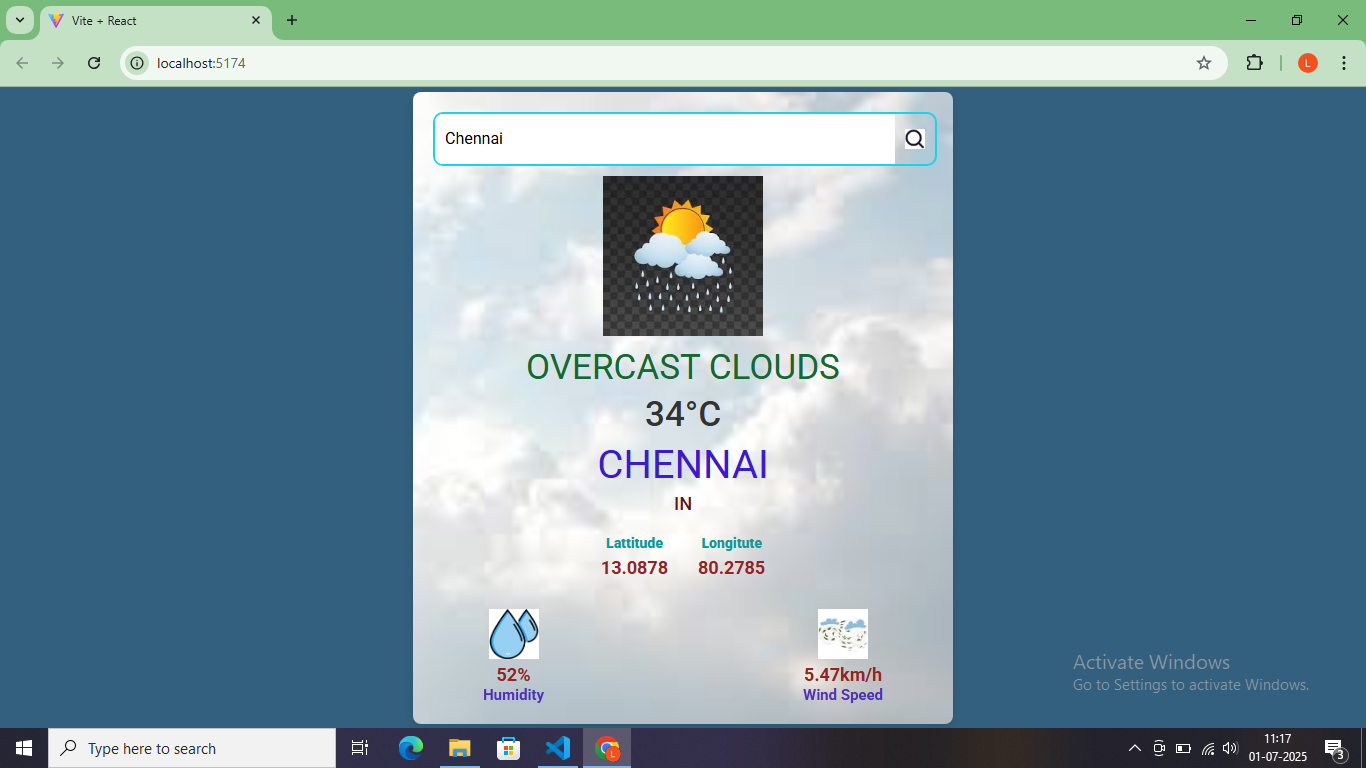 Vite + React
localhost:5174
L
Chennai
OVERCAST CLOUDS
34°C
CHENNAI
IN
Lattitude Longitute
13.0878 80.2785
52% 5.47km/h
Humidity Wind Speed
Activate Windows
Go to Settings to activate Windows.
Type here to search
L
11:17
01-07-2025
3